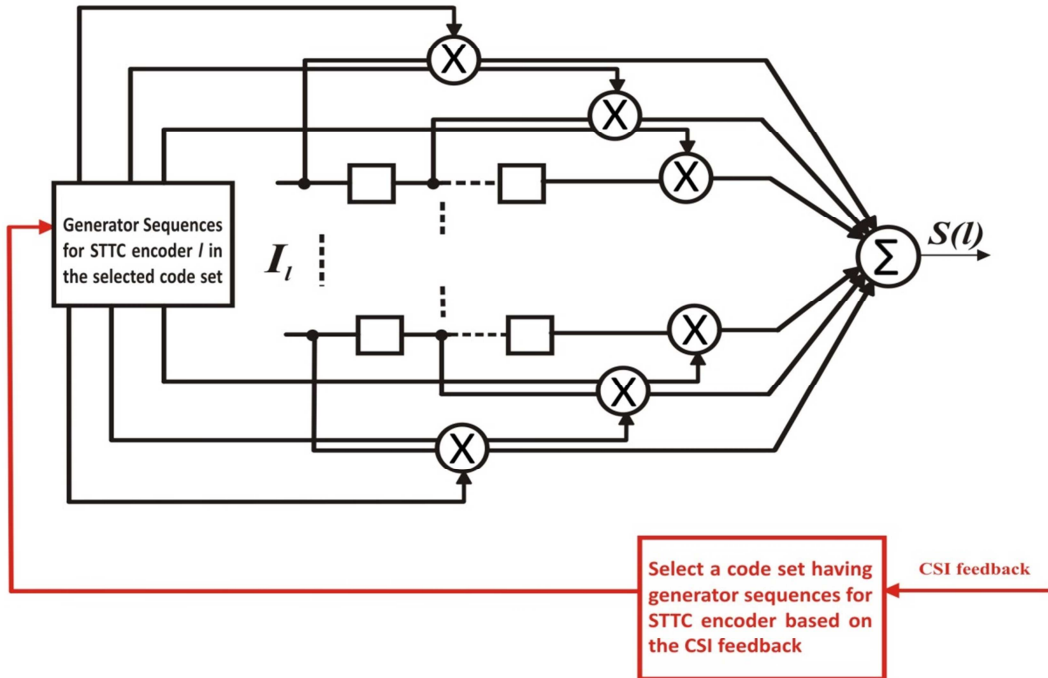 X
X
X
Generator Sequences
for STTC encoder l in
the selected code set
I_l
Σ
S(l)
X
X
X
CSI feedback
Select a code set having
generator sequences for
STTC encoder based on
the CSI feedback